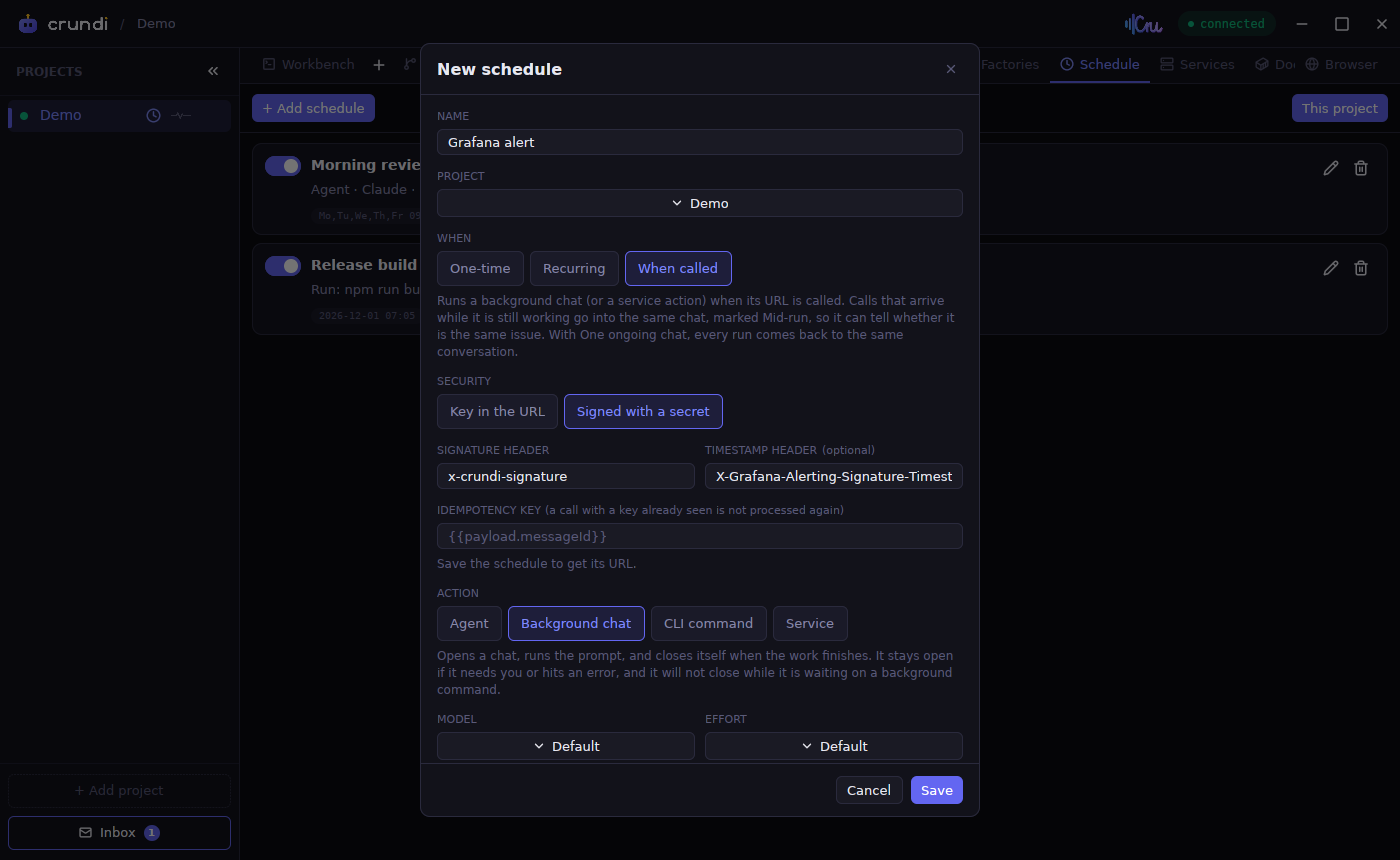 crundi / Demo
Cru
connected
PROJECTS
Demo
+ Add project
Inbox 1
Workbench
Factories
Schedule
Services
Doc
Browser
+ Add schedule
This project
Morning revie
Agent · Claude ·
Mo,Tu,We,Th,Fr 09
Release build
Run: npm run bu
2026-12-01 07:05
New schedule
NAME
Grafana alert
PROJECT
Demo
WHEN
One-time Recurring When called
Runs a background chat (or a service action) when its URL is called. Calls that arrive
while it is still working go into the same chat, marked Mid-run, so it can tell whether it
is the same issue. With One ongoing chat, every run comes back to the same
conversation.
SECURITY
Key in the URL Signed with a secret
SIGNATURE HEADER TIMESTAMP HEADER (optional)
x-crundi-signature X-Grafana-Alerting-Signature-Timest
IDEMPOTENCY KEY (a call with a key already seen is not processed again)
{{payload.messageId}}
Save the schedule to get its URL.
ACTION
Agent Background chat CLI command Service
Opens a chat, runs the prompt, and closes itself when the work finishes. It stays open
if it needs you or hits an error, and it will not close while it is waiting on a background
command.
MODEL EFFORT
Default Default
Cancel Save